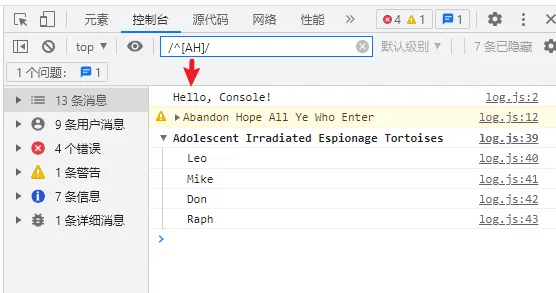 元素 控制台 源代码 网络 » 4 1 1
top ▼ /^[AH]/ 默认级别 ▼ 7 条已隐藏
1 个问题： 1
13 条消息
9 条用户消息
4 个错误
1 条警告
7 条信息
1 条详细消息
Hello, Console! log.js:2
Abandon Hope All Ye Who Enter log.js:12
Adolescent Irradiated Espionage Tortoises log.js:39
Leo log.js:40
Mike log.js:41
Don log.js:42
Raph log.js:43